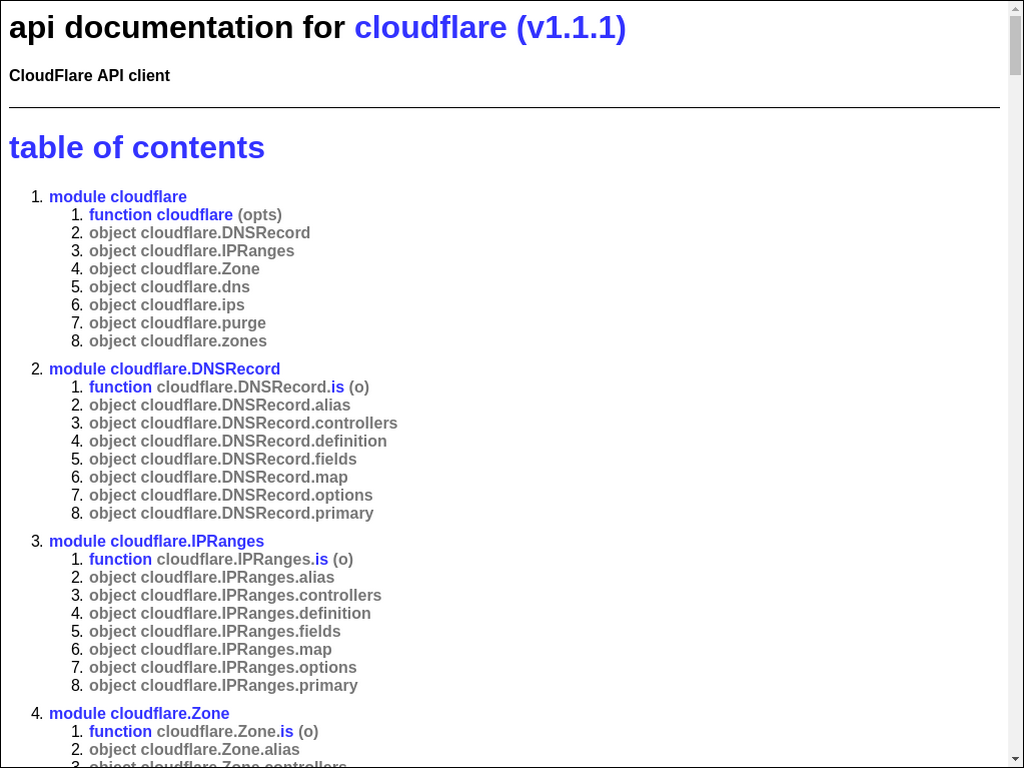 api documentation for cloudflare (v1.1.1)
CloudFlare API client
table of contents
1. module cloudflare
1. function cloudflare (opts)
2. object cloudflare.DNSRecord
3. object cloudflare.IPRanges
4. object cloudflare.Zone
5. object cloudflare.dns
6. object cloudflare.ips
7. object cloudflare.purge
8. object cloudflare.zones
2. module cloudflare.DNSRecord
1. function cloudflare.DNSRecord.is (o)
2. object cloudflare.DNSRecord.alias
3. object cloudflare.DNSRecord.controllers
4. object cloudflare.DNSRecord.definition
5. object cloudflare.DNSRecord.fields
6. object cloudflare.DNSRecord.map
7. object cloudflare.DNSRecord.options
8. object cloudflare.DNSRecord.primary
3. module cloudflare.IPRanges
1. function cloudflare.IPRanges.is (o)
2. object cloudflare.IPRanges.alias
3. object cloudflare.IPRanges.controllers
4. object cloudflare.IPRanges.definition
5. object cloudflare.IPRanges.fields
6. object cloudflare.IPRanges.map
7. object cloudflare.IPRanges.options
8. object cloudflare.IPRanges.primary
4. module cloudflare.Zone
1. function cloudflare.Zone.is (o)
2. object cloudflare.Zone.alias
3. object cloudflare.Zone.controllers